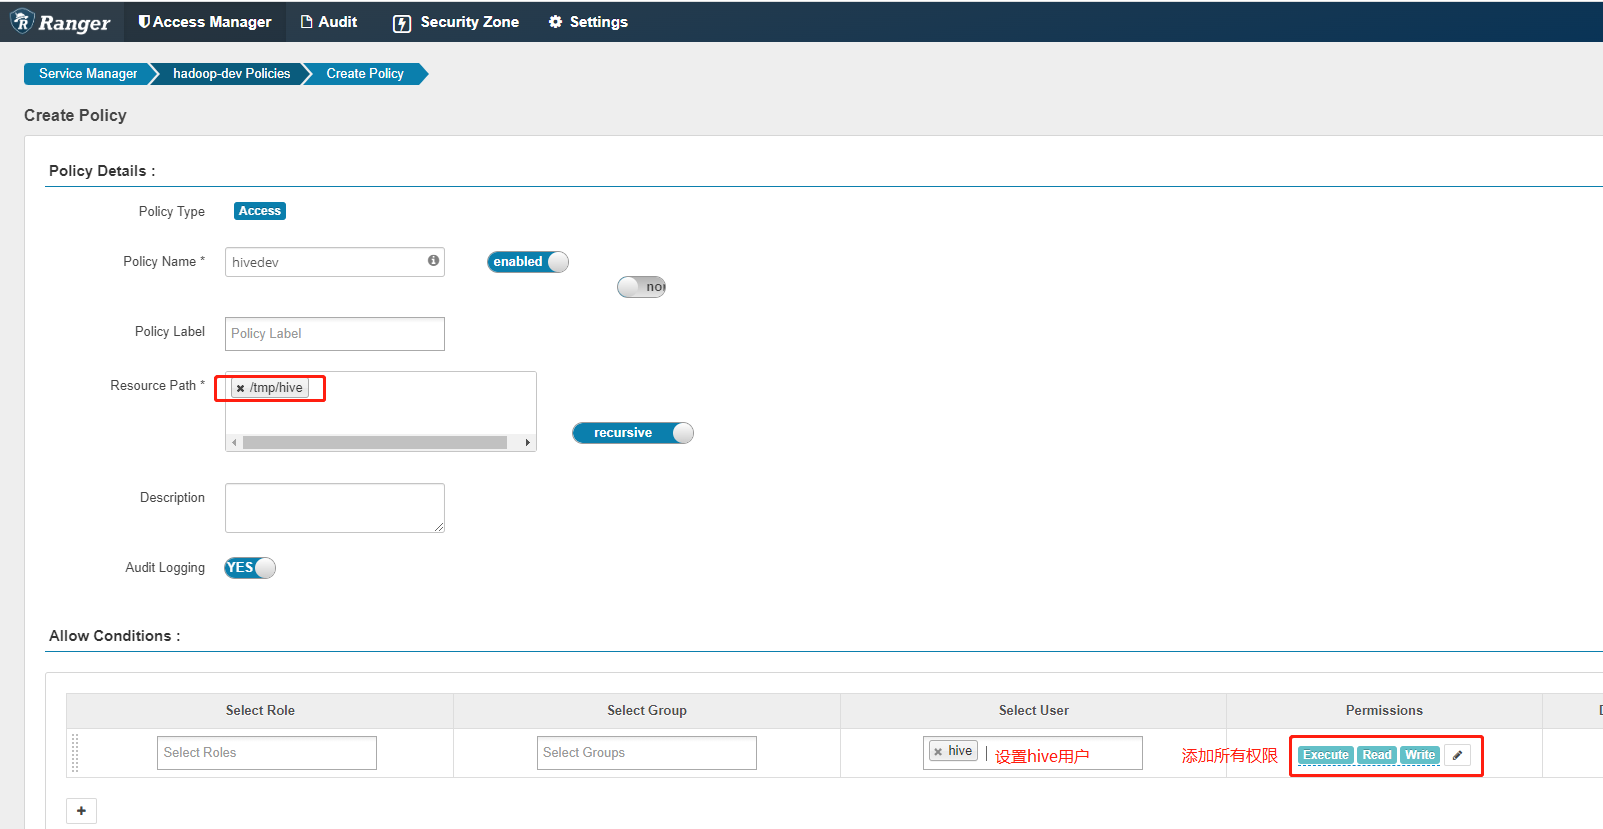 Ranger Access Manager Audit Security Zone Settings
Service Manager hadoop-dev Policies Create Policy
Create Policy
Policy Details :
Policy Type Access
Policy Name * hivedev enabled
nor
Policy Label Policy Label
Resource Path * /tmp/hive
recursive
Description
Audit Logging YES
Allow Conditions :
Select Role Select Group Select User Permissions
Select Roles Select Groups hive 设置hive用户 添加所有权限 Execute Read Write
+